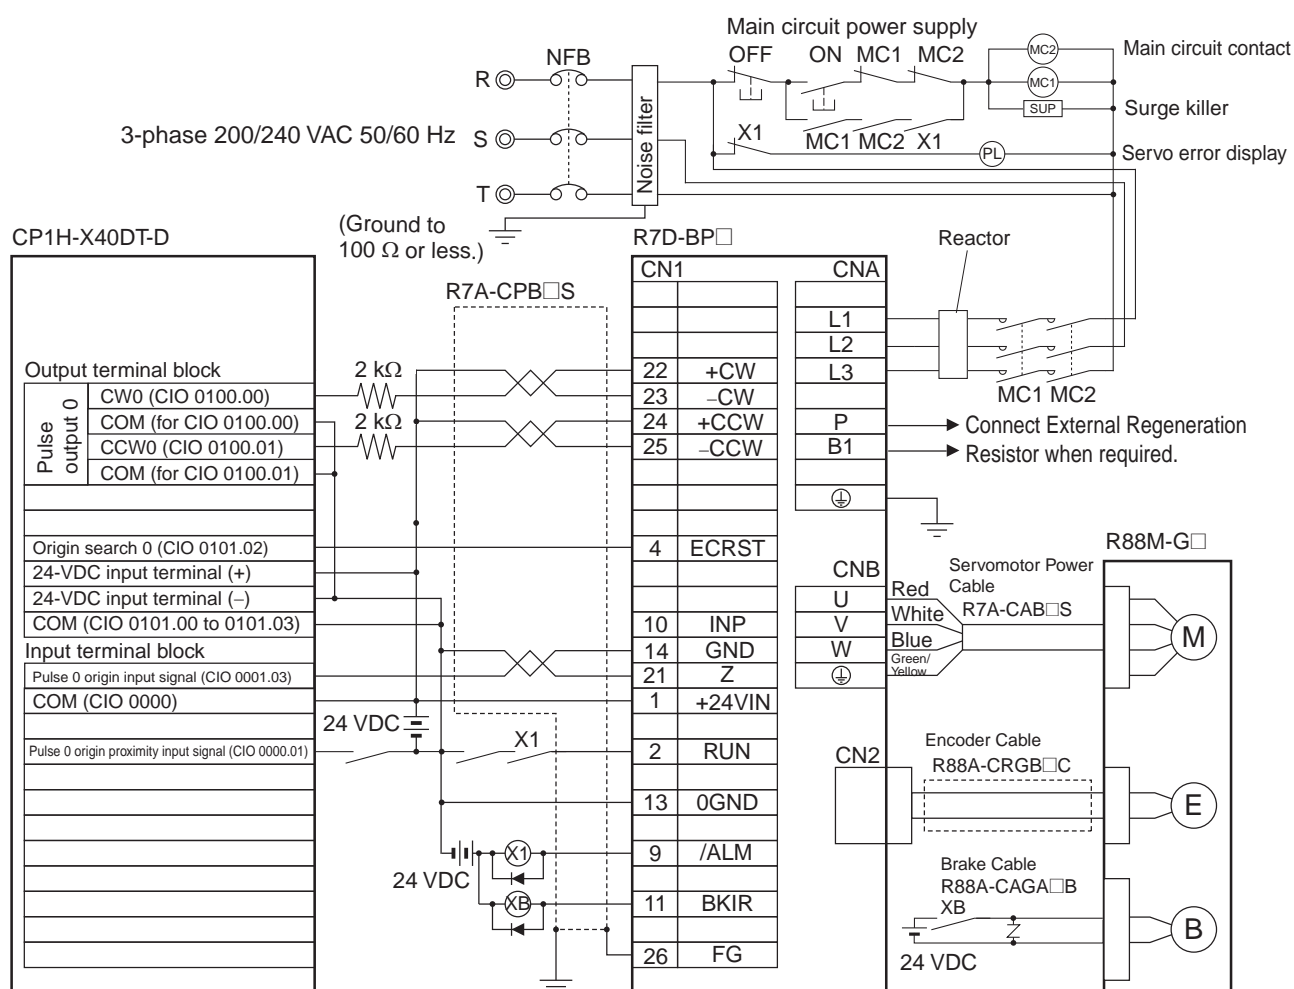 Main circuit power supply
OFF ON MC1 MC2
MC2
Main circuit contact
NFB
R
MC1
SUP
Surge killer
Noise filter
3-phase 200/240 VAC 50/60 Hz
S
X1
MC1 MC2 X1
PL
Servo error display
T
(Ground to
100 Ω or less.)
CP1H-X40DT-D
R7D-BP□
Reactor
CN1
CNA
R7A-CPB□S
L1
L2
L3
MC1 MC2
P
B1
Connect External Regeneration
Resistor when required.
Output terminal block
Pulse
output 0
CW0 (CIO 0100.00)
COM (for CIO 0100.00)
CCW0 (CIO 0100.01)
COM (for CIO 0100.01)
2 kΩ
2 kΩ
22 +CW
23 −CW
24 +CCW
25 −CCW
Origin search 0 (CIO 0101.02)
4 ECRST
24-VDC input terminal (+)
24-VDC input terminal (−)
COM (CIO 0101.00 to 0101.03)
10 INP
Input terminal block
14 GND
Pulse 0 origin input signal (CIO 0001.03)
21 Z
COM (CIO 0000)
1 +24VIN
24 VDC
Pulse 0 origin proximity input signal (CIO 0000.01)
X1
2 RUN
13 0GND
X1
9 /ALM
24 VDC
XB
11 BKIR
26 FG
R88M-G□
CNB
Servomotor Power
Cable
R7A-CAB□S
U
Red
V
White
W
Blue
Green/
Yellow
M
CN2
Encoder Cable
R88A-CRGB□C
E
Brake Cable
R88A-CAGA□B
XB
24 VDC
B